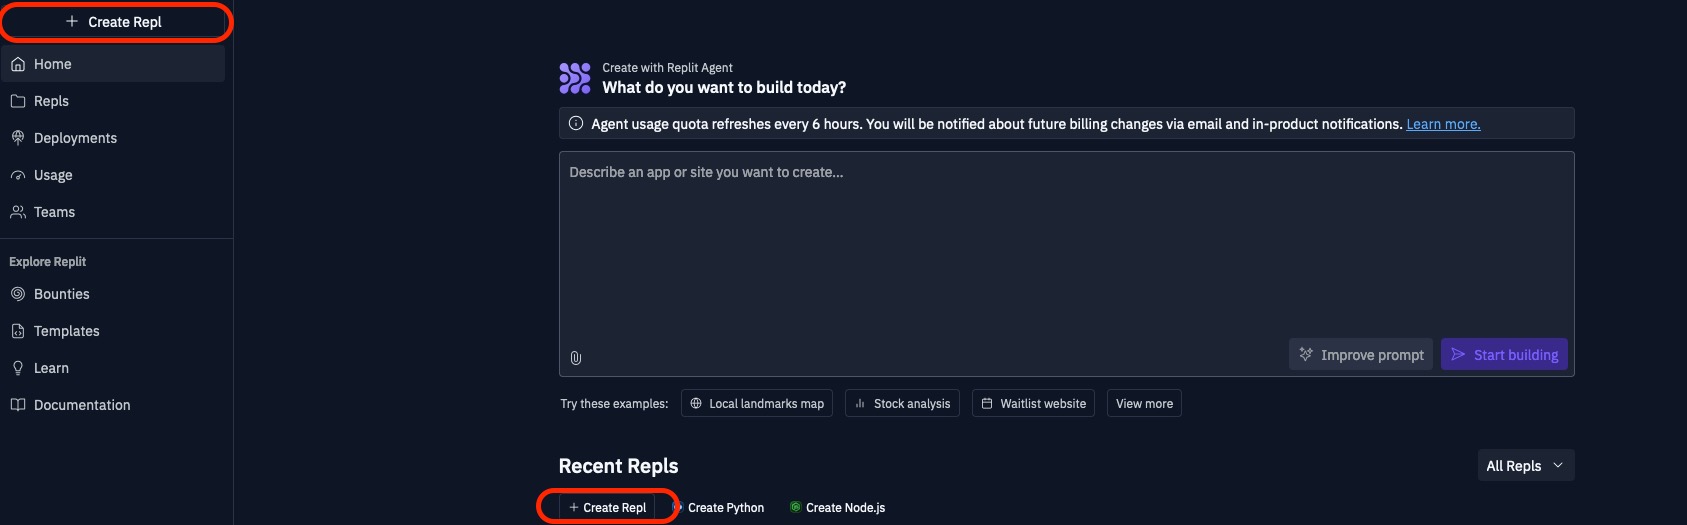 Create Repl
Home
Repls
Deployments
Usage
Teams
Explore Replit
Bounties
Templates
Learn
Documentation
Create with Replit Agent
What do you want to build today?
Agent usage quota refreshes every 6 hours. You will be notified about future billing changes via email and in-product notifications. Learn more.
Describe an app or site you want to create...
Improve prompt
Start building
Try these examples: Local landmarks map Stock analysis Waitlist website View more
Recent Repls
All Repls
Create Repl Create Python Create Node.js